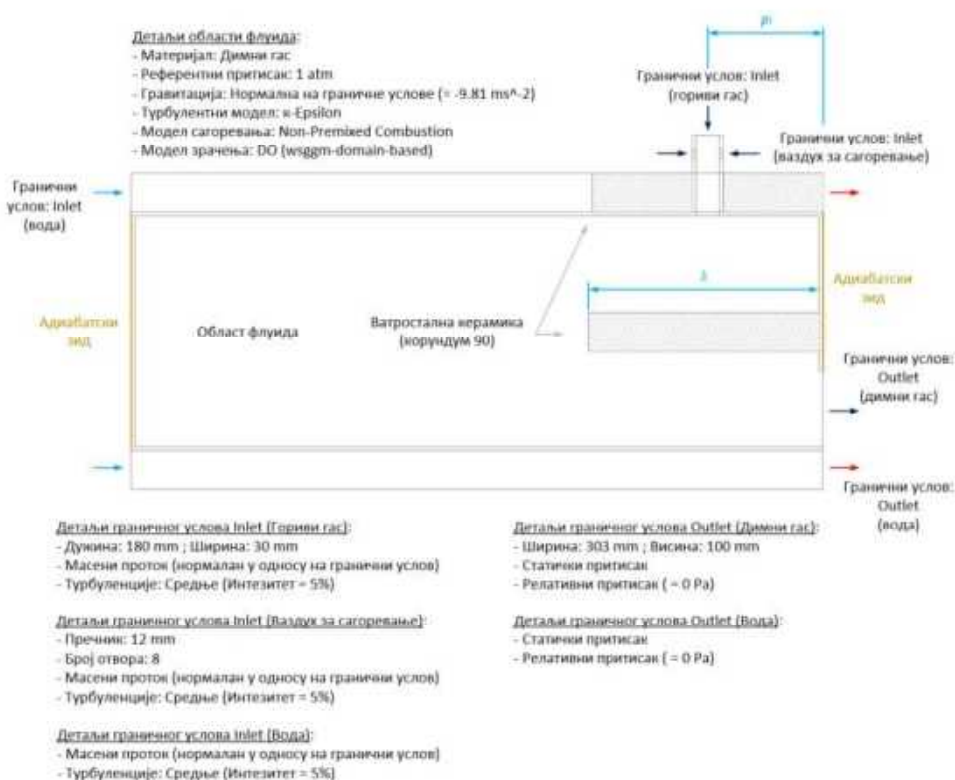 Детаљи области флуида:
- Материјал: Димни гас
- Референтни притисак: 1 atm
- Гравитација: Нормална на граничне услове (= -9.81 ms^-2)
- Турбулентни модел: κ-Epsilon
- Модел сагоревања: Non-Premixed Combustion
- Модел зрачења: DO (wsggm-domain-based)
Гранични услов: Inlet
(гориви гас)
Гранични услов: Inlet
(ваздух за сагоревање)
Гранични
услов: Inlet
(вода)
Адиабатски
зид
Област флуида
Ватростална керамика
(корундум 90)
Адиабатски
зид
Гранични услов:
Outlet
(димни гас)
Гранични услов:
Outlet
(вода)
Детаљи граничног услова Inlet (Гориви гас):
- Дужина: 180 mm ; Ширина: 30 mm
- Масени проток (нормалан у односу на гранични услов)
- Турбуленције: Средње (Интезитет = 5%)
Детаљи граничног услова Inlet (Ваздух за сагоревање):
- Пречник: 12 mm
- Број отвора: 8
- Масени проток (нормалан у односу на гранични услов)
- Турбуленције: Средње (Интезитет = 5%)
Детаљи граничног услова Inlet (Вода):
- Масени проток (нормалан у односу на гранични услов)
- Турбуленције: Средње (Интезитет = 5%)
Детаљи граничног услова Outlet (Димни гас):
- Ширина: 303 mm ; Висина: 100 mm
- Статички притисак
- Релативни притисак ( = 0 Pa)
Детаљи граничног услова Outlet (Вода):
- Статички притисак
- Релативни притисак ( = 0 Pa)